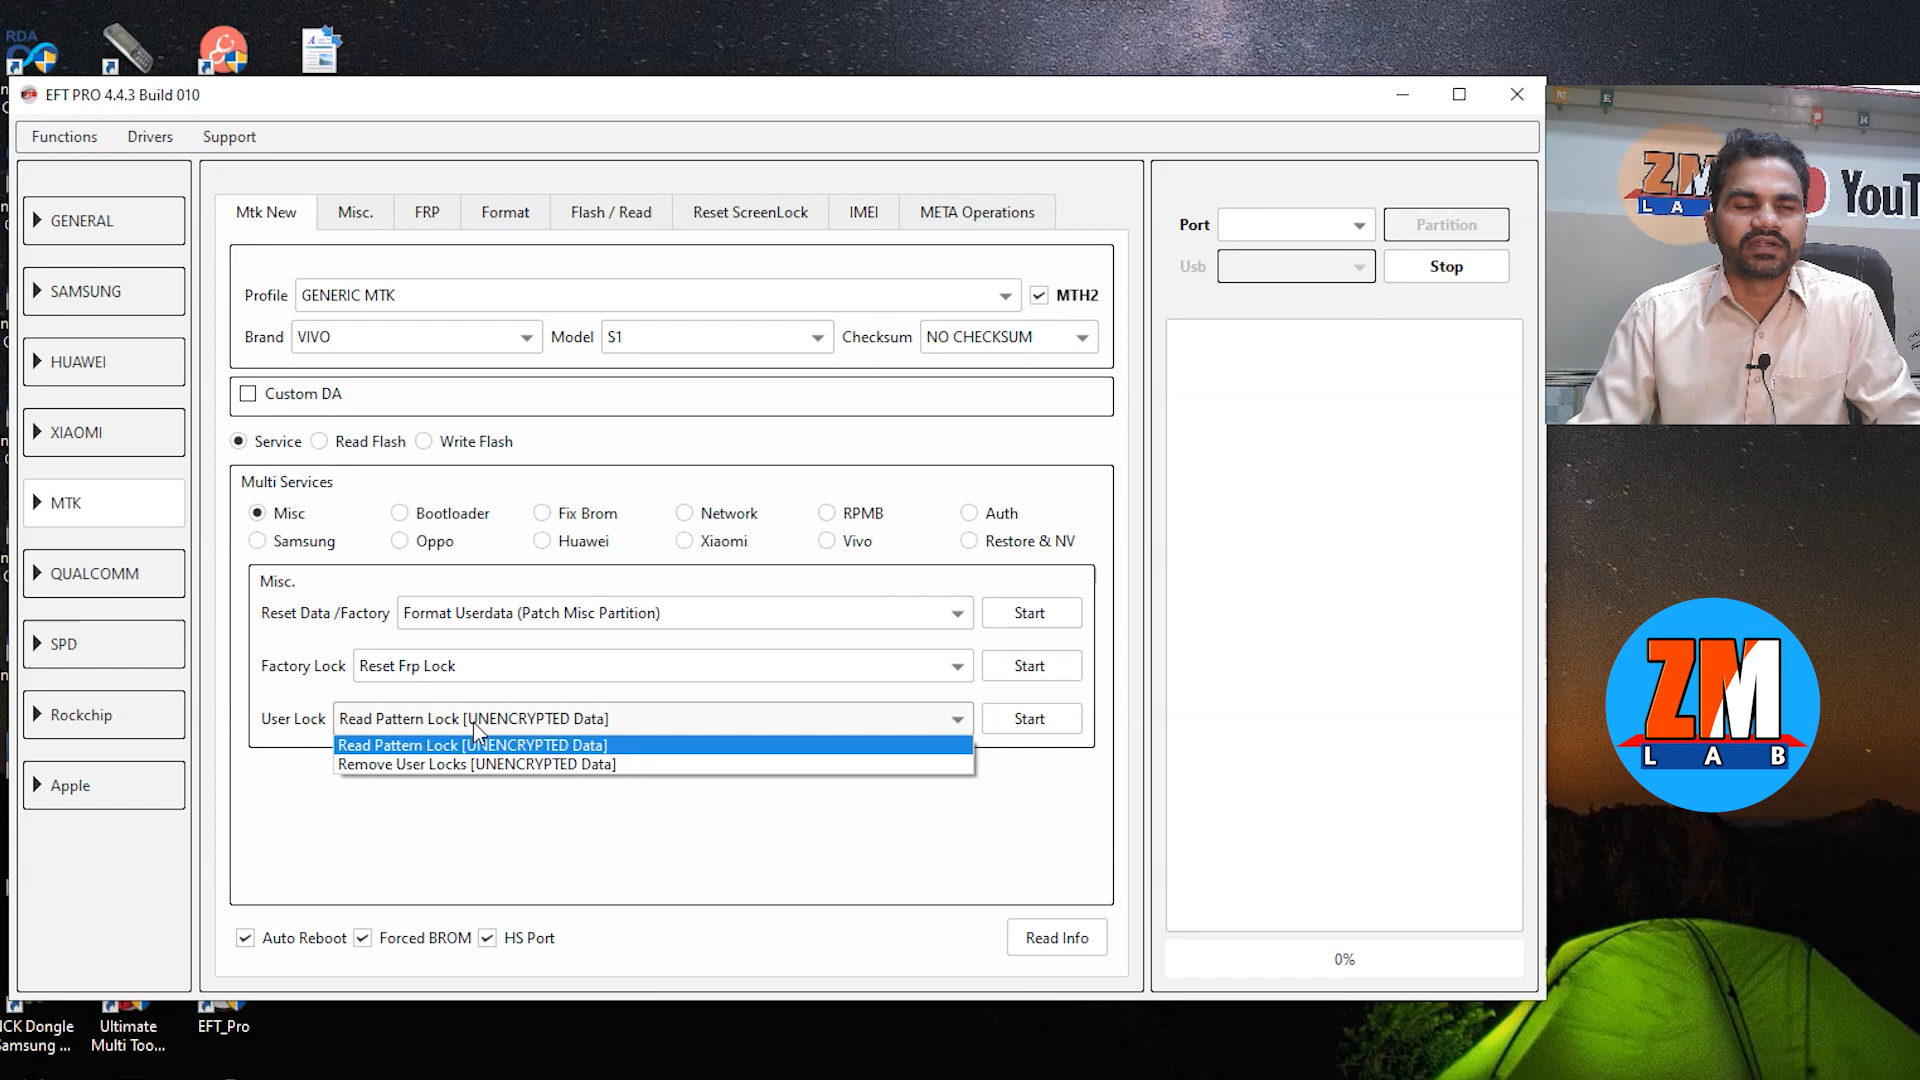 RDA
EFT PRO 4.4.3 Build 010
Functions Drivers Support
GENERAL
SAMSUNG
HUAWEI
XIAOMI
MTK
QUALCOMM
SPD
Rockchip
Apple
Mtk New Misc. FRP Format Flash / Read Reset ScreenLock IMEI META Operations
Profile GENERIC MTK MTH2
Brand VIVO Model S1 Checksum NO CHECKSUM
Custom DA
Service Read Flash Write Flash
Multi Services
Misc Bootloader Fix Brom Network RPMB Auth
Samsung Oppo Huawei Xiaomi Vivo Restore & NV
Misc.
Reset Data /Factory Format Userdata (Patch Misc Partition) Start
Factory Lock Reset Frp Lock Start
User Lock Read Pattern Lock [UNENCRYPTED Data] Start
Read Pattern Lock [UNENCRYPTED Data]
Remove User Locks [UNENCRYPTED Data]
Auto Reboot Forced BROM HS Port Read Info
Port Partition
Usb Stop
0%
ZM
L A
YouT
ZM
L A B
NCK Dongle
Samsung ...
Ultimate
Multi Too...
EFT_Pro